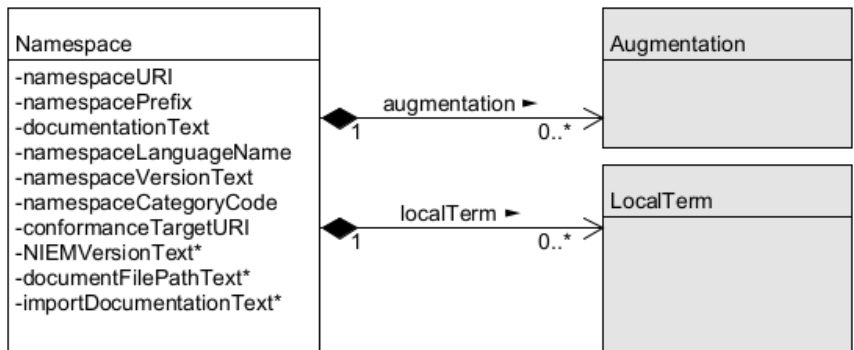 Namespace
-namespaceURI
-namespacePrefix
-documentationText
-namespaceLanguageName
-namespaceVersionText
-namespaceCategoryCode
-conformanceTargetURI
-NIEMVersionText*
-documentFilePathText*
-importDocumentationText*
augmentation ►
1 0..*
Augmentation
localTerm ►
1 0..*
LocalTerm